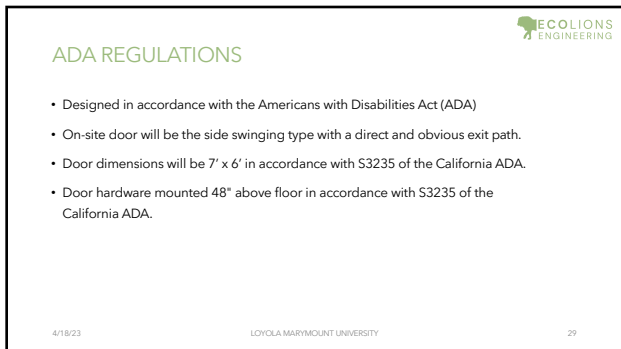 ECOLIONS
ENGINEERING
ADA REGULATIONS
• Designed in accordance with the Americans with Disabilities Act (ADA)
• On-site door will be the side swinging type with a direct and obvious exit path.
• Door dimensions will be 7’ x 6’ in accordance with S3235 of the California ADA.
• Door hardware mounted 48" above floor in accordance with S3235 of the
California ADA.
4/18/23 LOYOLA MARYMOUNT UNIVERSITY 29